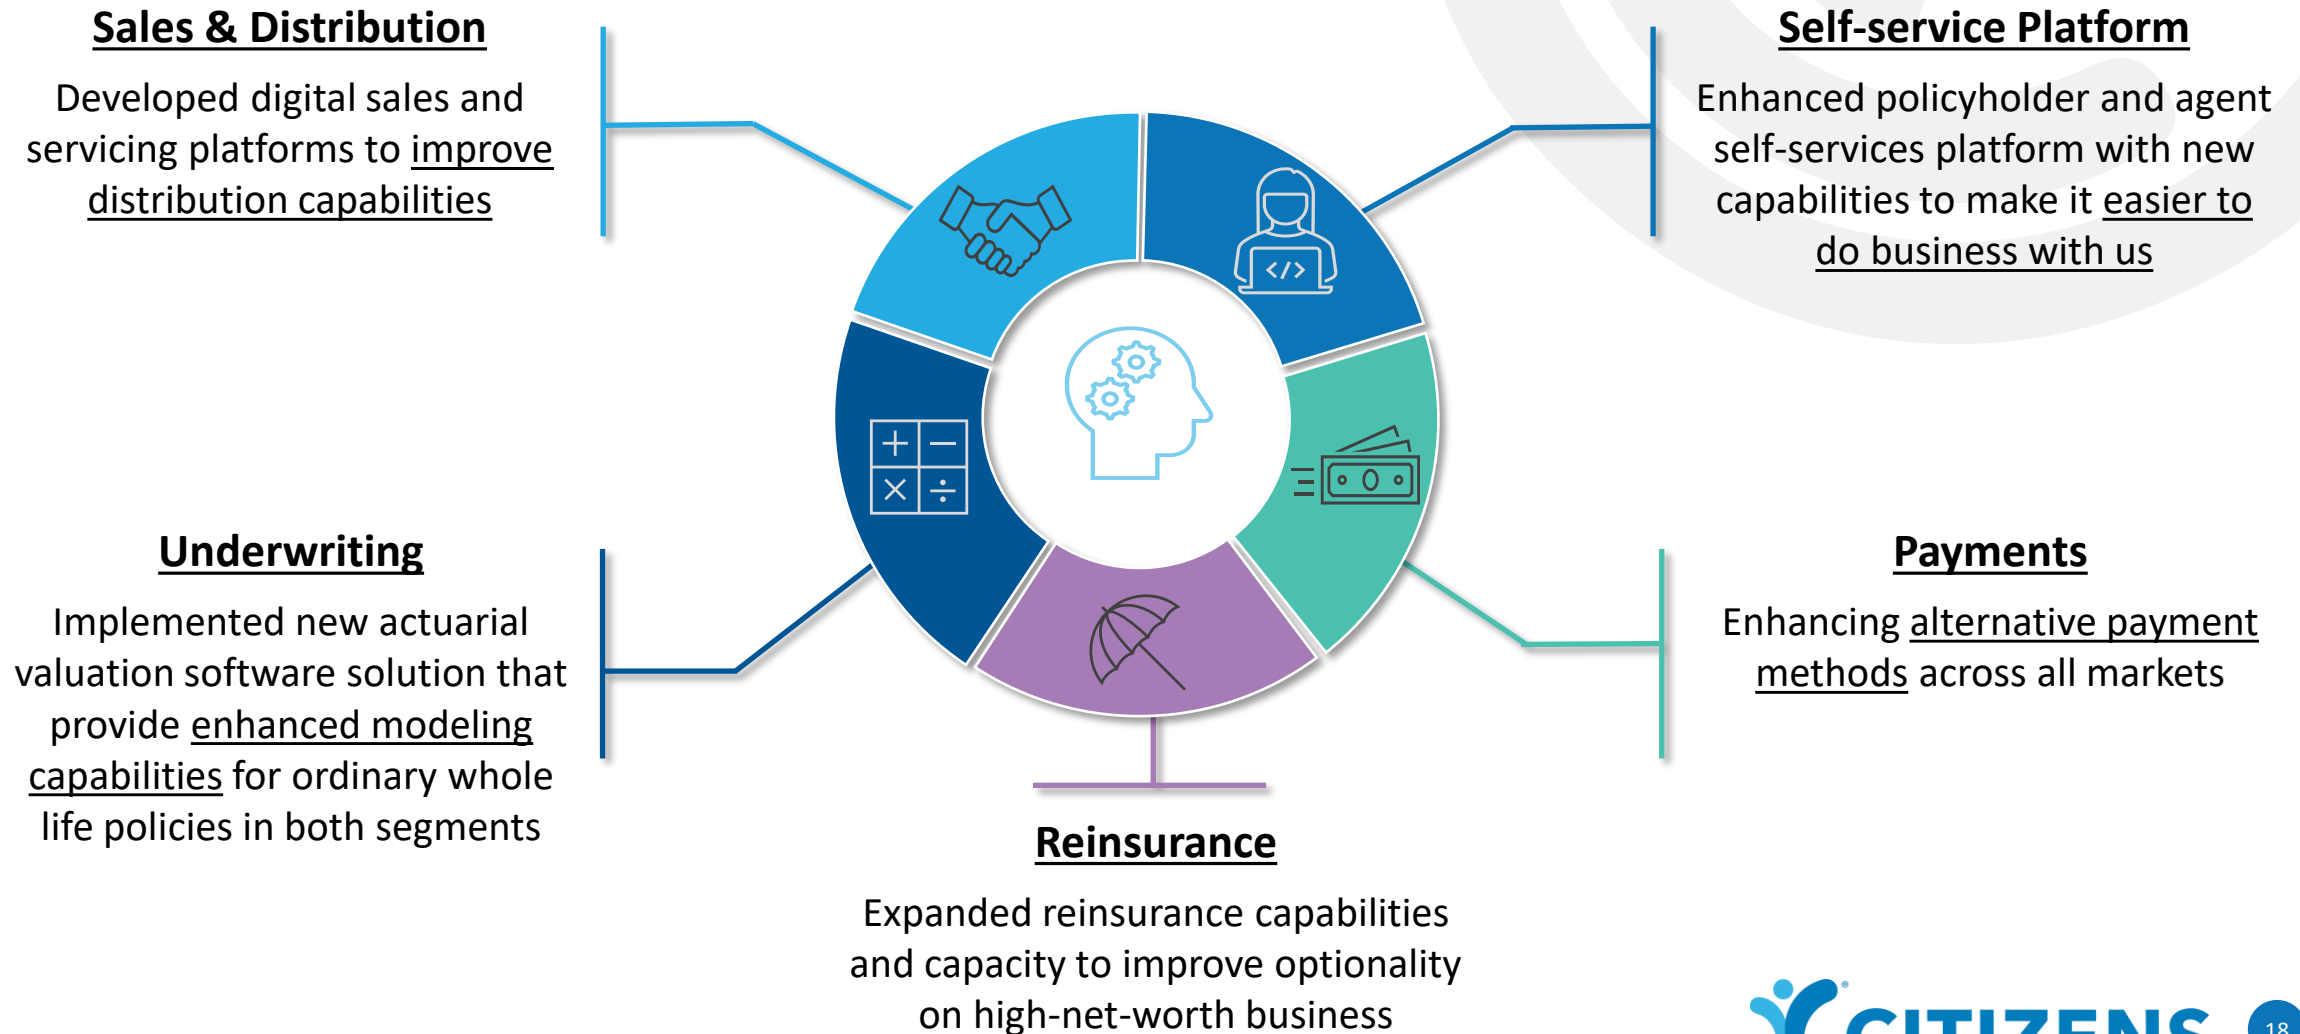 Sales & Distribution
Developed digital sales and
servicing platforms to improve
distribution capabilities
Self-service Platform
Enhanced policyholder and agent
self-services platform with new
capabilities to make it easier to
do business with us
</>
Underwriting
Implemented new actuarial
valuation software solution that
provide enhanced modeling
capabilities for ordinary whole
life policies in both segments
Payments
Enhancing alternative payment
methods across all markets
Reinsurance
Expanded reinsurance capabilities
and capacity to improve optionality
on high-net-worth business
CITIZENS
18